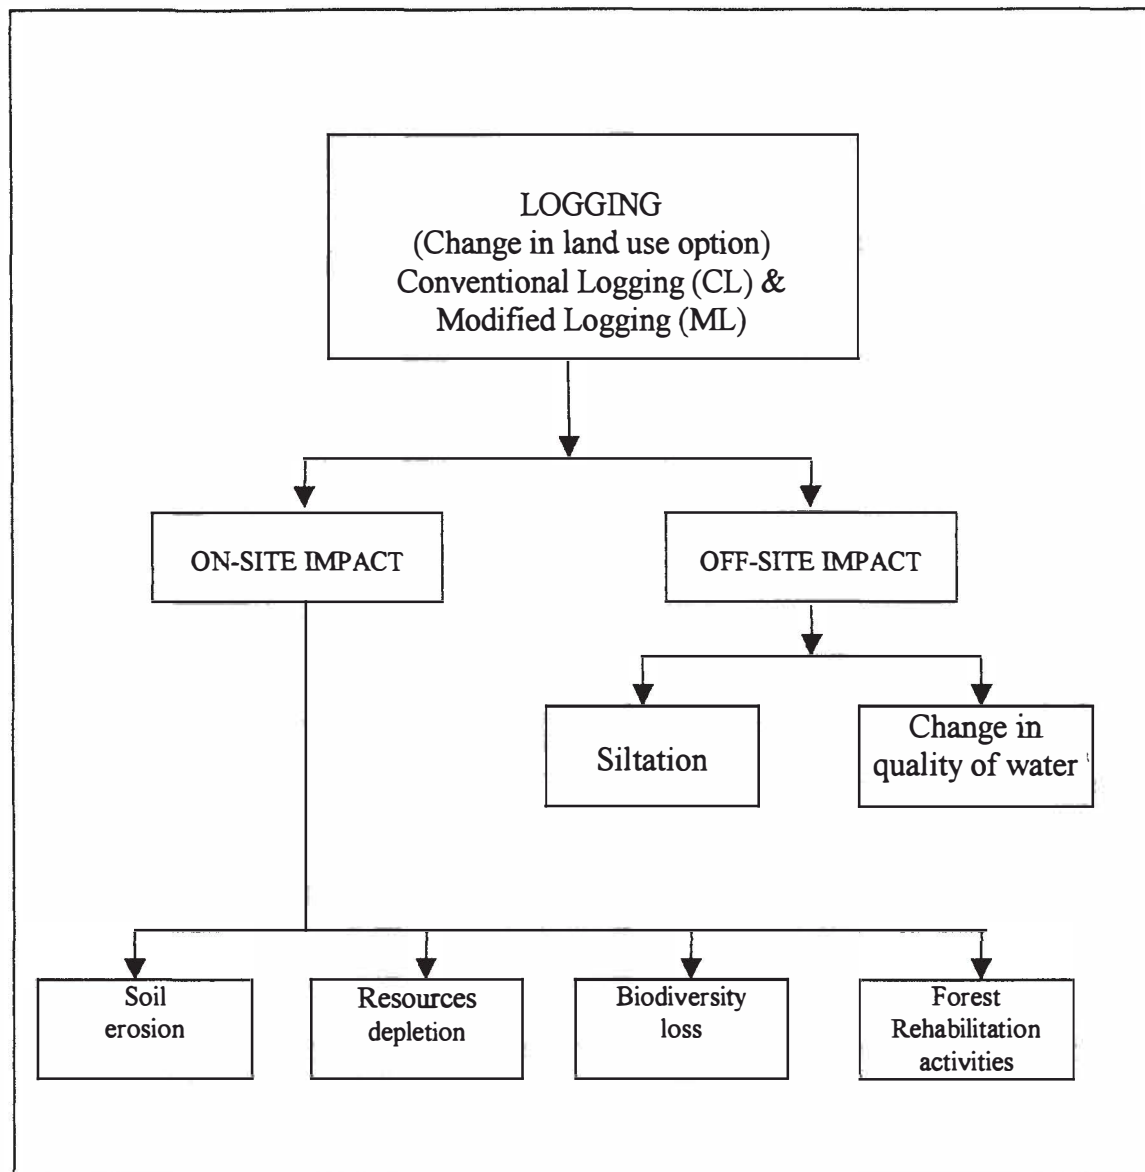 LOGGING
(Change in land use option)
Conventional Logging (CL) &
Modified Logging (ML)
ON-SITE IMPACT
OFF-SITE IMPACT
Siltation
Change in
quality of water
Soil
erosion
Resources
depletion
Biodiversity
loss
Forest
Rehabilitation
activities